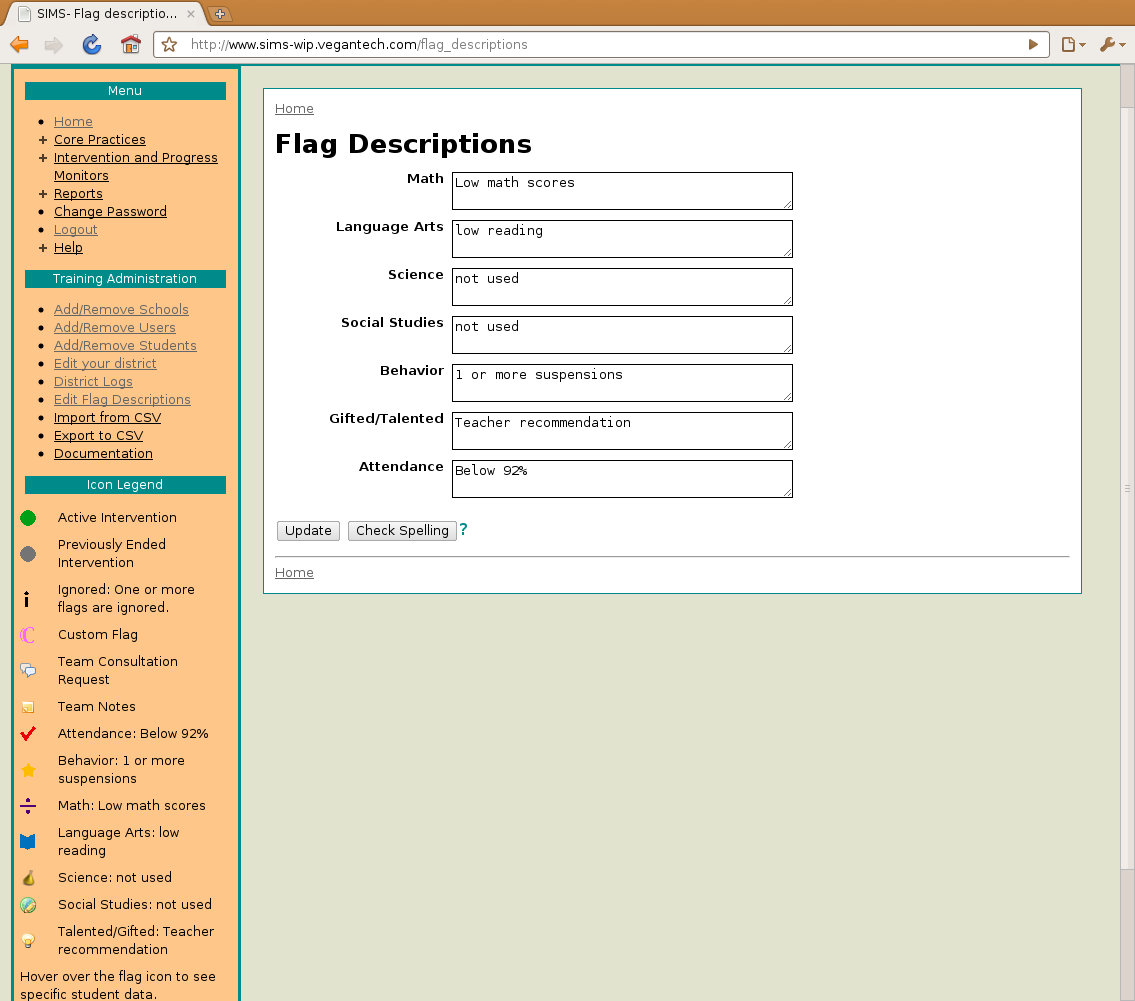 SIMS- Flag descriptio...
http://www.sims-wip.vegantech.com/flag_descriptions
Menu
Home
Core Practices
Intervention and Progress
Monitors
Reports
Change Password
Logout
Help
Training Administration
Add/Remove Schools
Add/Remove Users
Add/Remove Students
Edit your district
District Logs
Edit Flag Descriptions
Import from CSV
Export to CSV
Documentation
Icon Legend
Active Intervention
Previously Ended
Intervention
i
Ignored: One or more
flags are ignored.
C
Custom Flag
Team Consultation
Request
Team Notes
Attendance: Below 92%
Behavior: 1 or more
suspensions
Math: Low math scores
Language Arts: low
reading
Science: not used
Social Studies: not used
Talented/Gifted: Teacher
recommendation
Hover over the flag icon to see
specific student data.
Home
Flag Descriptions
Math Low math scores
Language Arts low reading
Science not used
Social Studies not used
Behavior 1 or more suspensions
Gifted/Talented Teacher recommendation
Attendance Below 92%
Update Check Spelling ?
Home